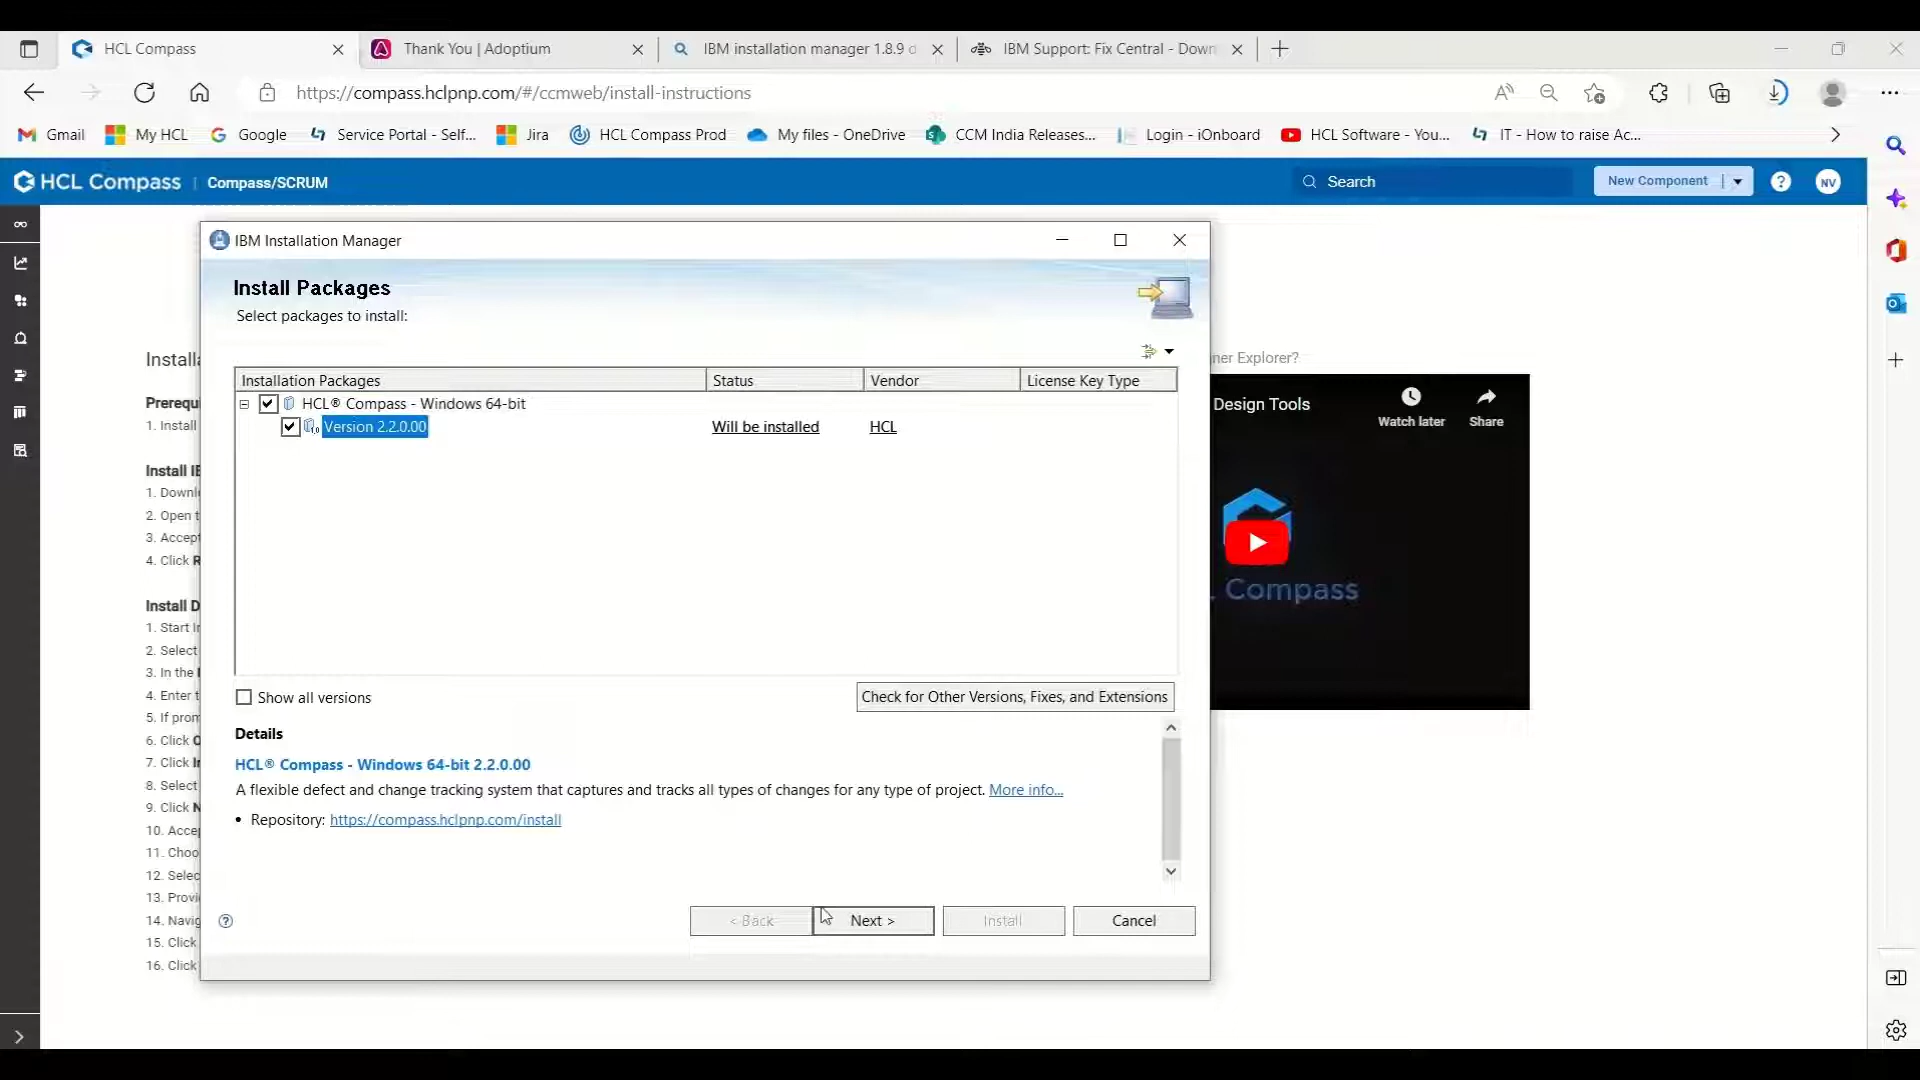 HCL Compass
Thank You | Adoptium
IBM installation manager 1.8.9 d
IBM Support: Fix Central - Down
https://compass.hclpnp.com/#/ccmweb/install-instructions
Gmail
My HCL
Google
Service Portal - Self...
Jira
HCL Compass Prod
My files - OneDrive
CCM India Releases...
Login - iOnboard
HCL Software - You...
IT - How to raise Ac...
HCL Compass | Compass/SCRUM
Search
New Component
NV
IBM Installation Manager
Install Packages
Select packages to install:
Installation Packages Status Vendor License Key Type
HCL® Compass - Windows 64-bit
Version 2.2.0.00 Will be installed HCL
Show all versions
Check for Other Versions, Fixes, and Extensions
Details
HCL® Compass - Windows 64-bit 2.2.0.00
A flexible defect and change tracking system that captures and tracks all types of changes for any type of project. More info...
• Repository: https://compass.hclpnp.com/install
< Back
Next >
Install
Cancel
Installa
Prerequ
1. Install
Install IE
1. Downl
2. Open t
3. Accept
4. Click R
Install D
1. Start In
2. Select
3. In the
4. Enter t
5. If prom
6. Click O
7. Click In
8. Select
9. Click N
10. Accep
11. Choo
12. Selec
13. Provi
14. Navig
15. Click
16. Click
ner Explorer?
Design Tools
Watch later
Share
Compass